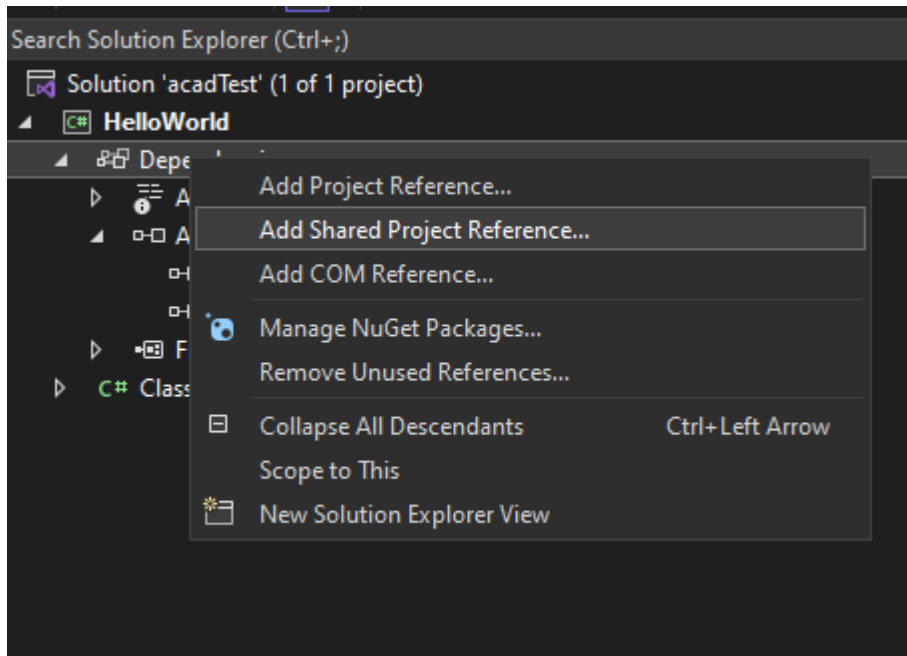 Search Solution Explorer (Ctrl+;)
Solution 'acadTest' (1 of 1 project)
C# HelloWorld
Add Project Reference...
A
Add Shared Project Reference...
A
Add COM Reference...
Manage NuGet Packages...
F
Remove Unused References...
C#
Collapse All Descendants Ctrl+Left Arrow
Scope to This
New Solution Explorer View